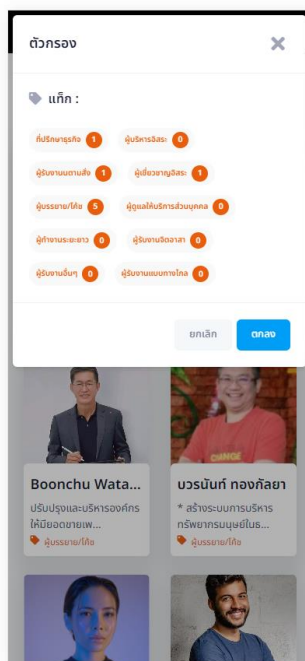 ตัวกรอง
แท็ก :
ที่ปรึกษาธุรกิจ 1 ผู้บริหารอิสระ 0
ผู้รับงานตามสั่ง 1 ผู้เชี่ยวชาญอิสระ 1
ผู้บรรยาย/โค้ช 5 ผู้ดูแลให้บริการส่วนบุคคล 0
ผู้ทำงานระยะยาว 0 ผู้รับงานจิตอาสา 0
ผู้รับงานอื่นๆ 0 ผู้รับงานแบบทางไกล 0
ยกเลิก ตกลง
CHANGE
Boonchu Wata... บวรนันท์ ทองกัลยา
ปรับปรุงและบริหารองค์กร * สร้างระบบการบริหาร
ให้มียอดขายเพ... ทรัพยากรมนุษย์ในธ...
ผู้บรรยาย/โค้ช ผู้บรรยาย/โค้ช